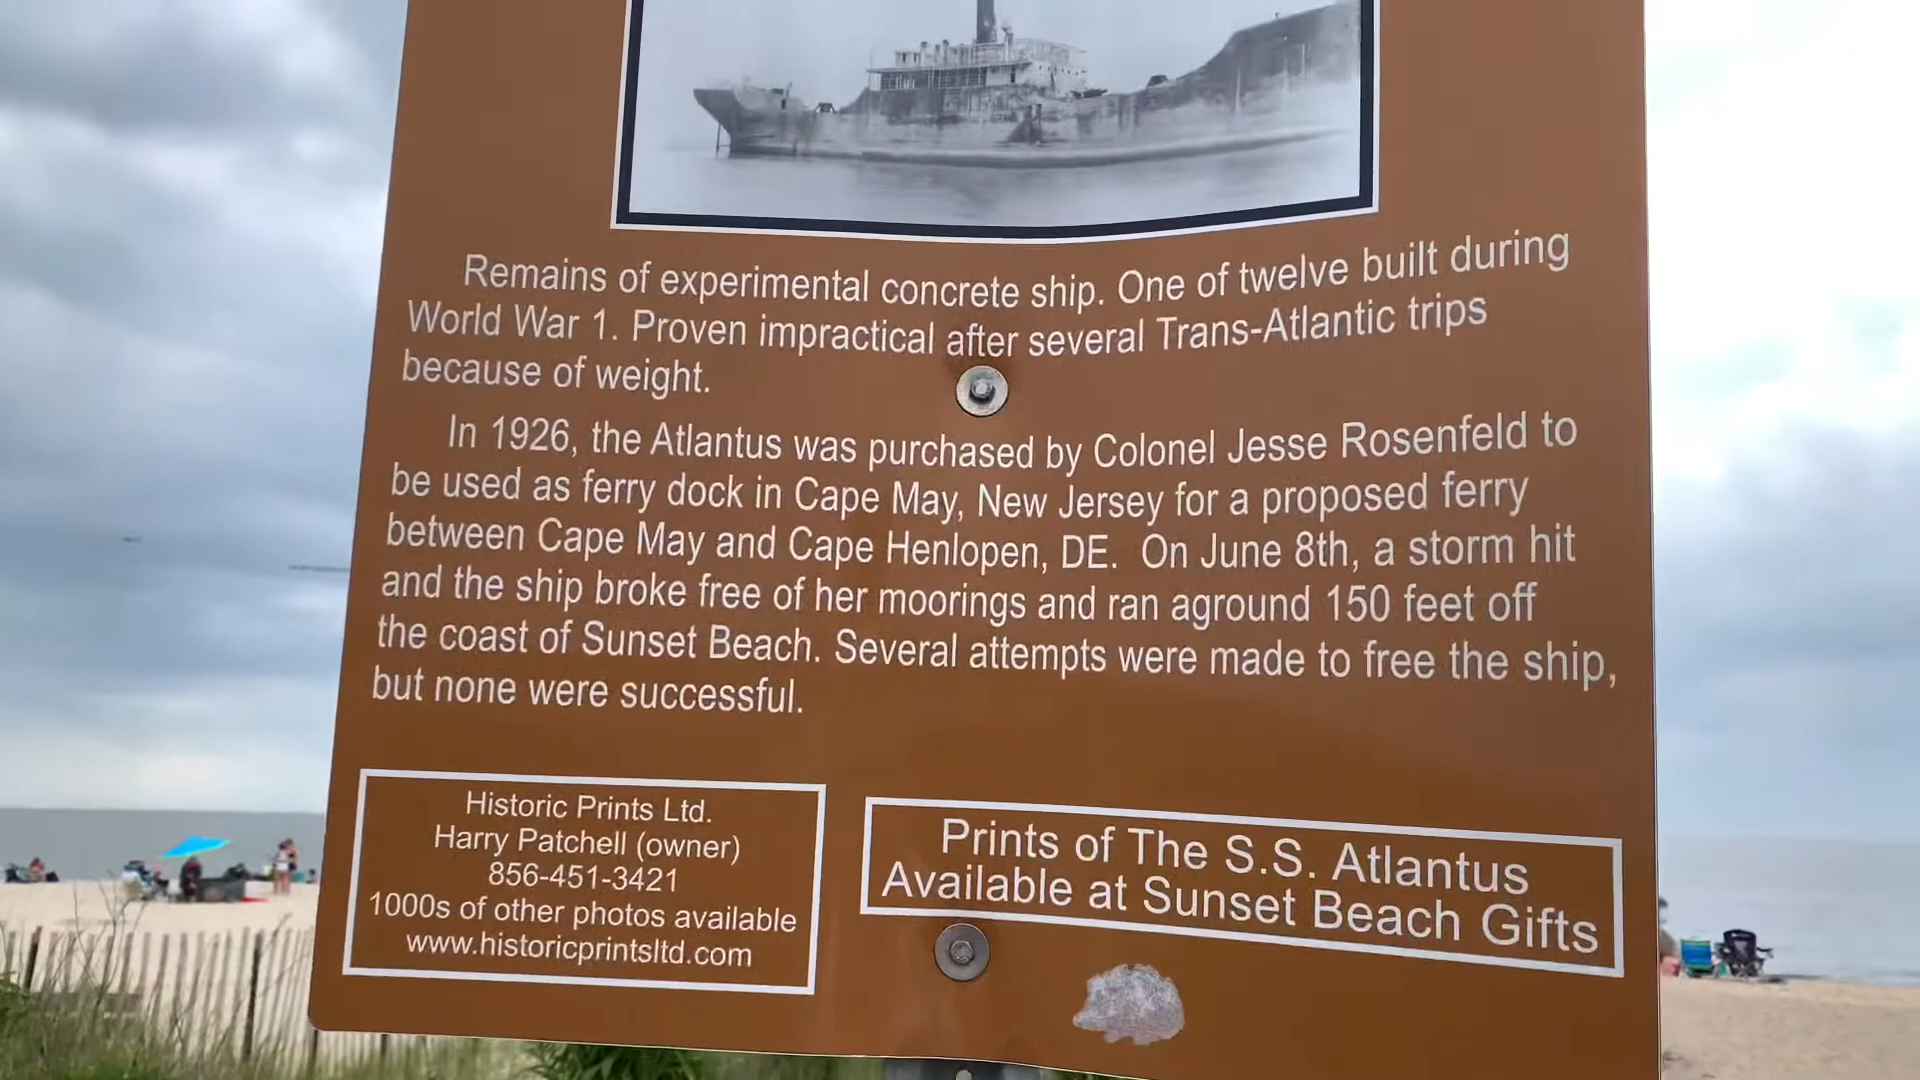 Remains of experimental concrete ship. One of twelve built during
World War 1. Proven impractical after several Trans-Atlantic trips
because of weight.
In 1926, the Atlantus was purchased by Colonel Jesse Rosenfeld to
be used as ferry dock in Cape May, New Jersey for a proposed ferry
between Cape May and Cape Henlopen, DE. On June 8th, a storm hit
and the ship broke free of her moorings and ran aground 150 feet off
the coast of Sunset Beach. Several attempts were made to free the ship,
but none were successful.
Historic Prints Ltd.
Harry Patchell (owner)
856-451-3421
1000s of other photos available
www.historicprintsltd.com
Prints of The S.S. Atlantus
Available at Sunset Beach Gifts